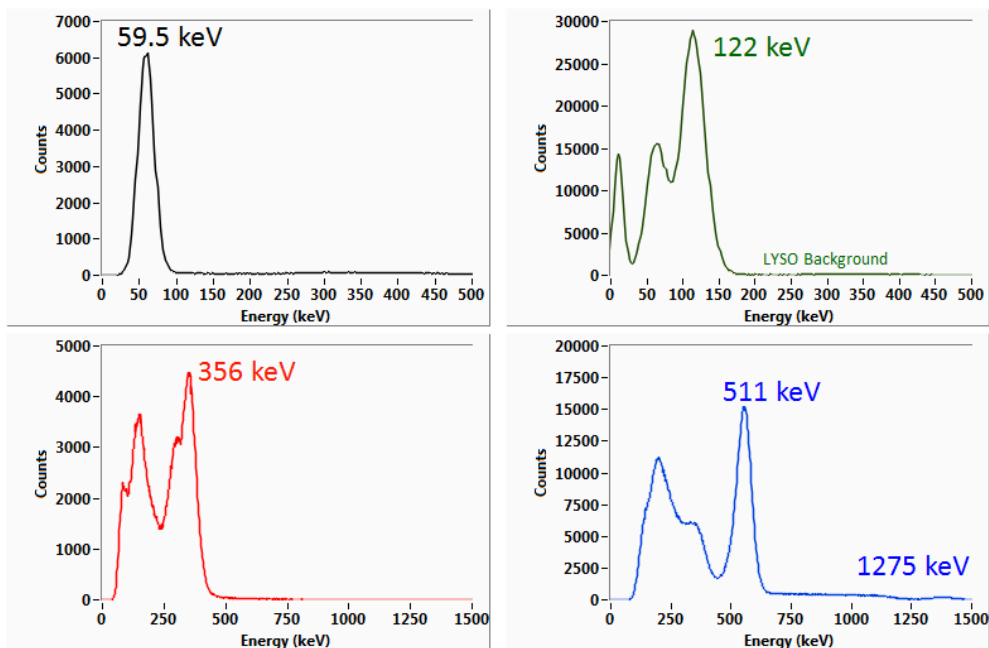 7000
6000
5000
4000
3000
2000
1000
0
Counts
59.5 keV
0 50 100 150 200 250 300 350 400 450 500
Energy (keV)
30000
25000
20000
15000
10000
5000
0
Counts
122 keV
LYSO Background
0 50 100 150 200 250 300 350 400 450 500
Energy (keV)
5000
4000
3000
2000
1000
0
Counts
356 keV
0 250 500 750 1000 1250 1500
Energy (keV)
20000
17500
15000
12500
10000
7500
5000
2500
0
Counts
511 keV
1275 keV
0 250 500 750 1000 1250 1500
Energy (keV)